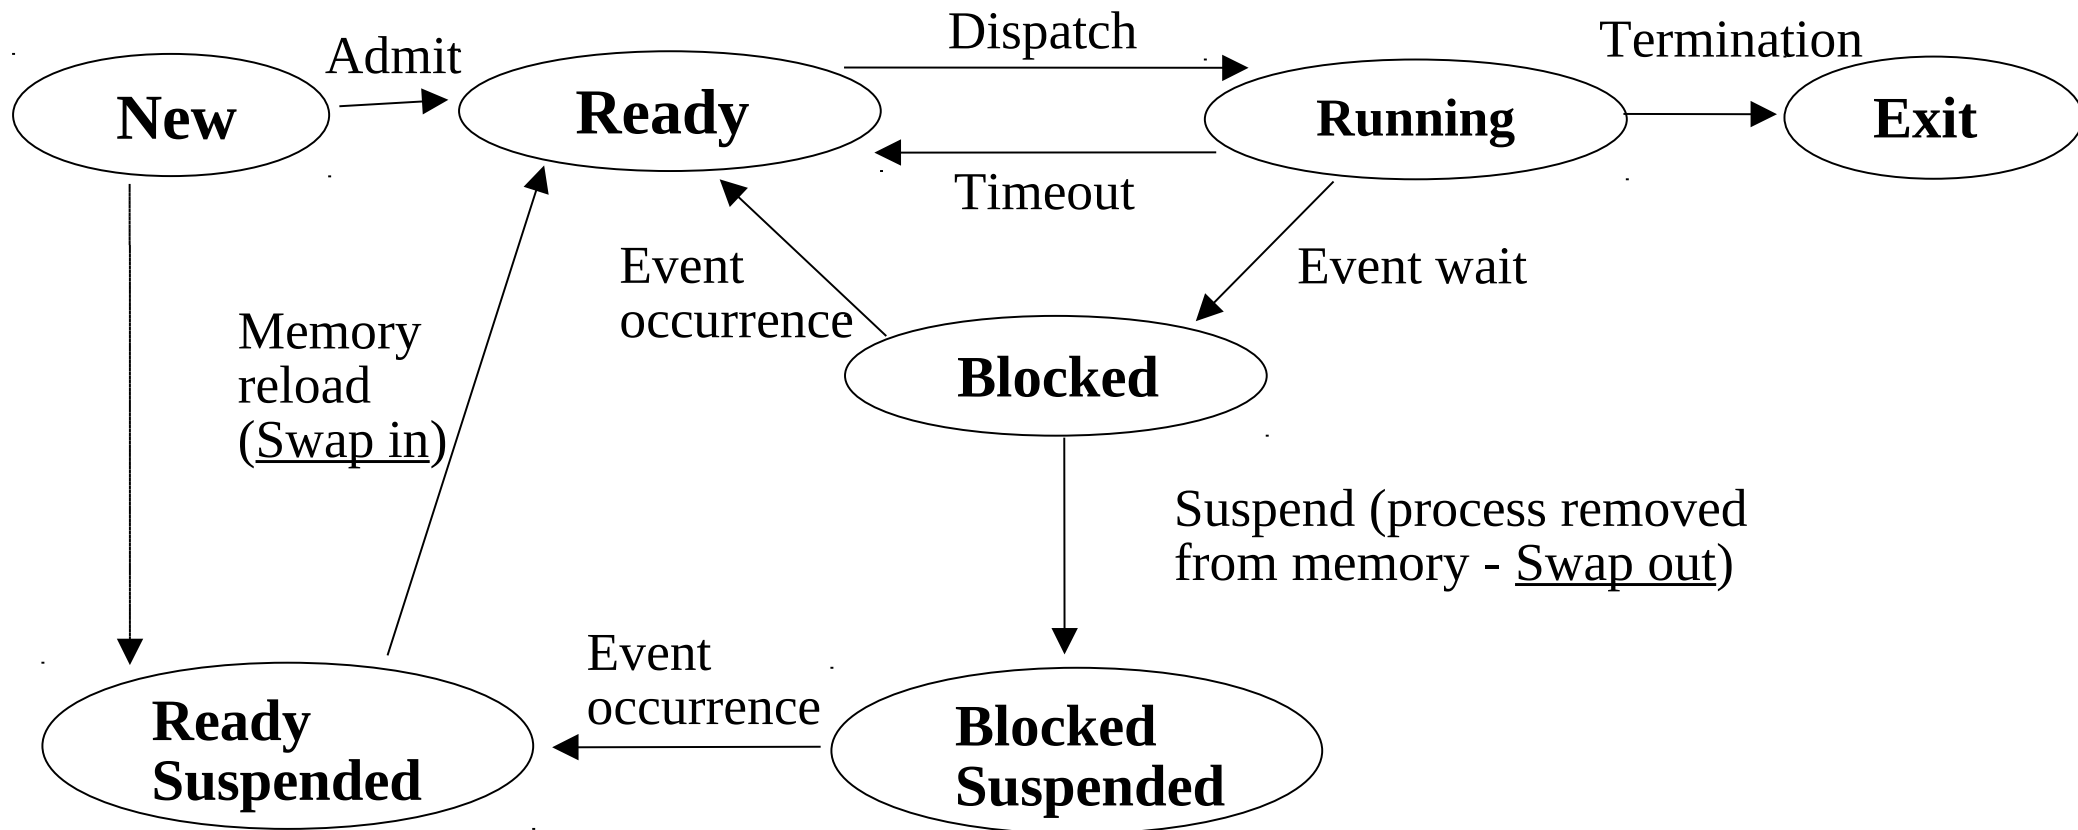 Admit
Dispatch
Termination
New
Ready
Running
Exit
Timeout
Event
occurrence
Event wait
Memory
reload
(Swap in)
Blocked
Suspend (process removed
from memory - Swap out)
Event
occurrence
Ready
Suspended
Blocked
Suspended